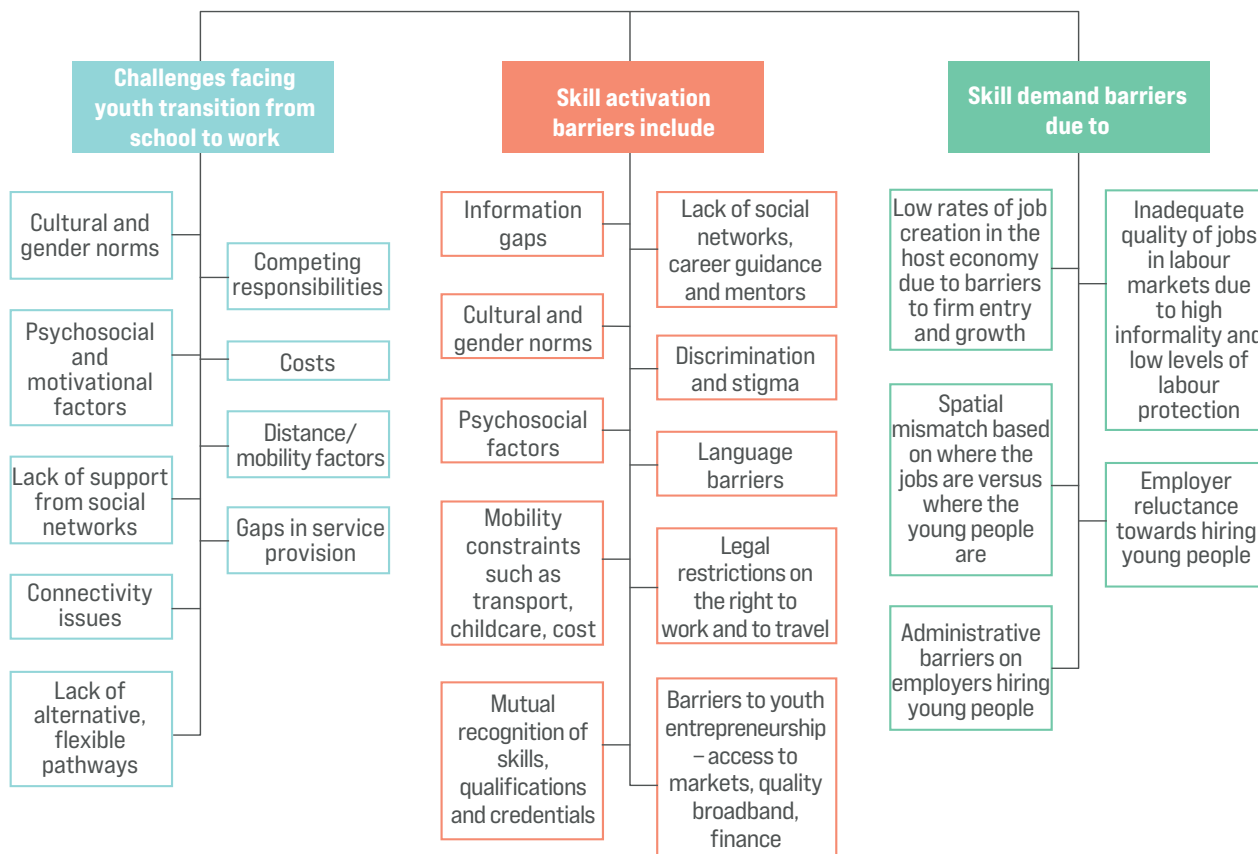 Challenges facing
youth transition from
school to work
Cultural and
gender norms
Competing
responsibilities
Psychosocial
and
motivational
factors
Costs
Distance/
mobility factors
Lack of support
from social
networks
Gaps in service
provision
Connectivity
issues
Lack of
alternative,
flexible
pathways
Skill activation
barriers include
Information
gaps
Lack of social
networks,
career guidance
and mentors
Cultural and
gender norms
Discrimination
and stigma
Psychosocial
factors
Language
barriers
Mobility
constraints
such as
transport,
childcare, cost
Legal
restrictions on
the right to
work and to travel
Mutual
recognition of
skills,
qualifications
and credentials
Barriers to youth
entrepreneurship
– access to
markets, quality
broadband,
finance
Skill demand barriers
due to
Low rates of job
creation in the
host economy
due to barriers
to firm entry
and growth
Inadequate
quality of jobs
in labour
markets due
to high
informality and
low levels of
labour
protection
Spatial
mismatch based
on where the
jobs are versus
where the
young people
are
Employer
reluctance
towards hiring
young people
Administrative
barriers on
employers hiring
young people